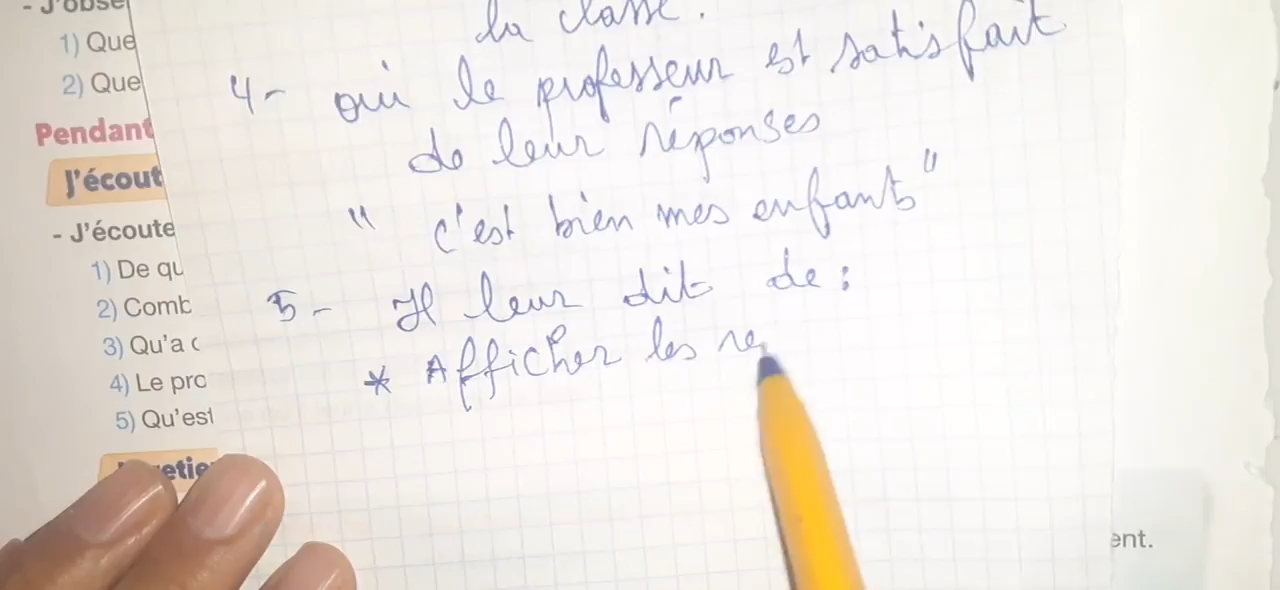 - J'obser
1) Que
2) Que
Pendant
J'écout
- J'écoute
1) De qu
2) Comb
3) Qu'a c
4) Le pro
5) Qu'est
etie
la classe.
4- oui le professeur est satisfait
de leur réponses
" c'est bien mes enfants"
5- Il leur dit de:
* Afficher les re
ent.